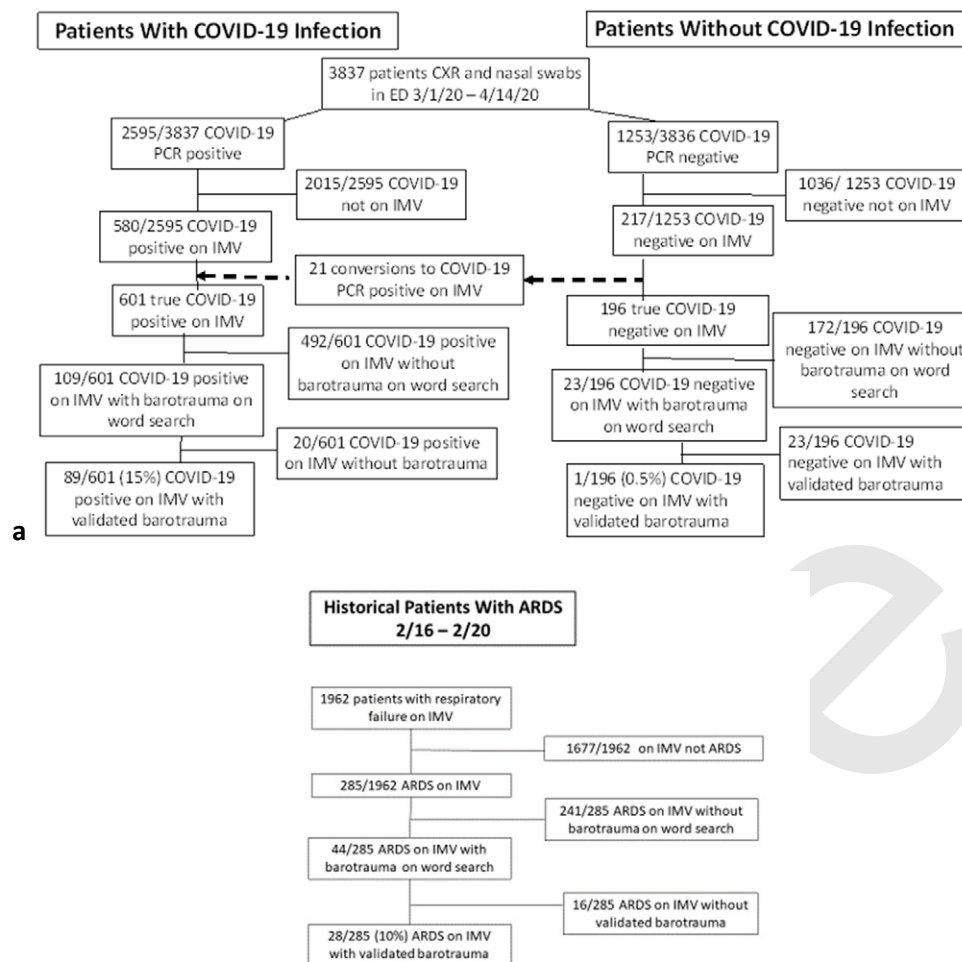 Patients With COVID-19 Infection
Patients Without COVID-19 Infection
3837 patients CXR and nasal swabs
in ED 3/1/20 – 4/14/20
2595/3837 COVID-19
PCR positive
1253/3836 COVID-19
PCR negative
2015/2595 COVID-19
not on IMV
1036/ 1253 COVID-19
negative not on IMV
580/2595 COVID-19
positive on IMV
217/1253 COVID-19
negative on IMV
21 conversions to COVID-19
PCR positive on IMV
601 true COVID-19
positive on IMV
196 true COVID-19
negative on IMV
492/601 COVID-19 positive
on IMV without
barotrauma on word search
172/196 COVID-19
negative on IMV without
barotrauma on word
search
109/601 COVID-19 positive
on IMV with barotrauma on
word search
23/196 COVID-19 negative
on IMV with barotrauma
on word search
20/601 COVID-19 positive
on IMV without barotrauma
23/196 COVID-19
negative on IMV with
validated barotrauma
89/601 (15%) COVID-19
positive on IMV with
validated barotrauma
1/196 (0.5%) COVID-19
negative on IMV with
validated barotrauma
a
Historical Patients With ARDS
2/16 – 2/20
1962 patients with respiratory
failure on IMV
1677/1962 on IMV not ARDS
285/1962 ARDS on IMV
241/285 ARDS on IMV without
barotrauma on word search
44/285 ARDS on IMV with
barotrauma on word search
16/285 ARDS on IMV without
validated barotrauma
28/285 (10%) ARDS on IMV
with validated barotrauma